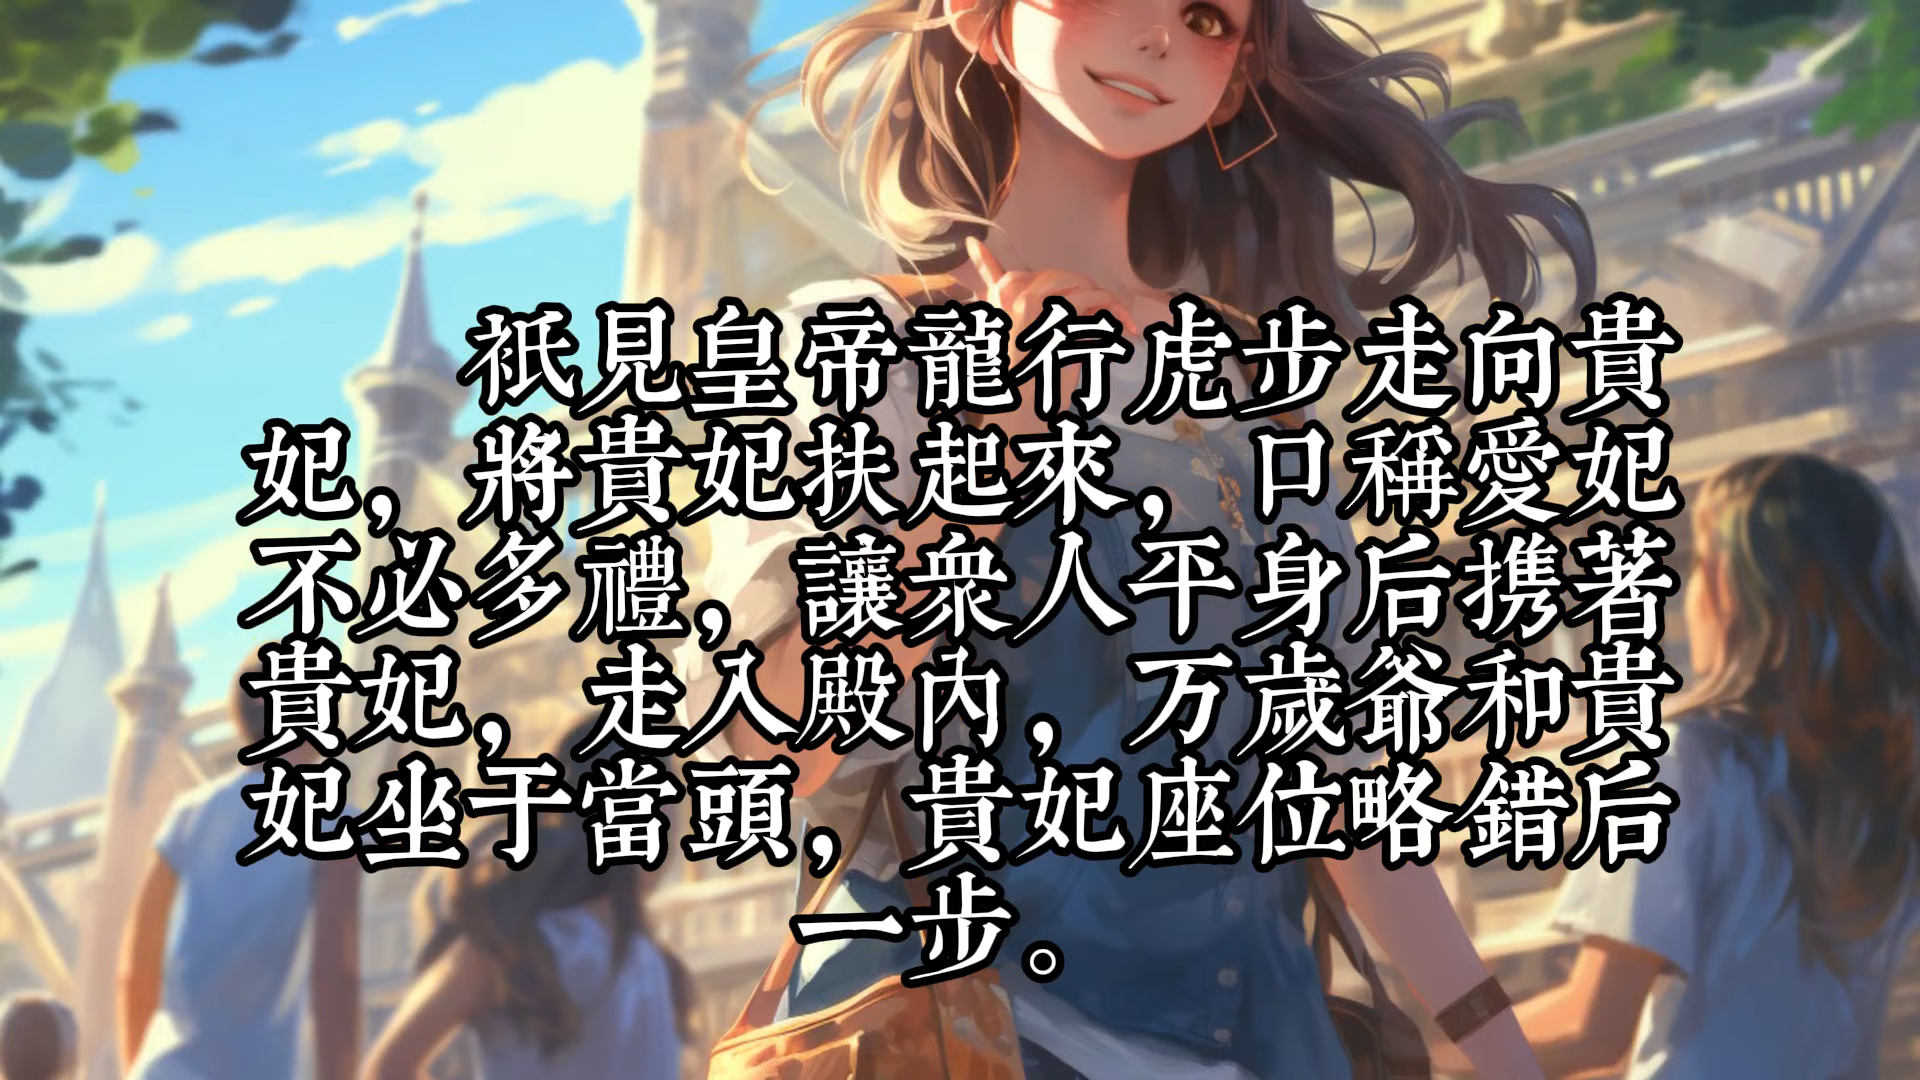 祇見皇帝龍行虎步走向貴
妃，將貴妃扶起來，口稱愛妃
不必多禮，讓衆人平身后携著
貴妃，走入殿內，万歲爺和貴
妃坐于當頭，貴妃座位略錯后
一步。